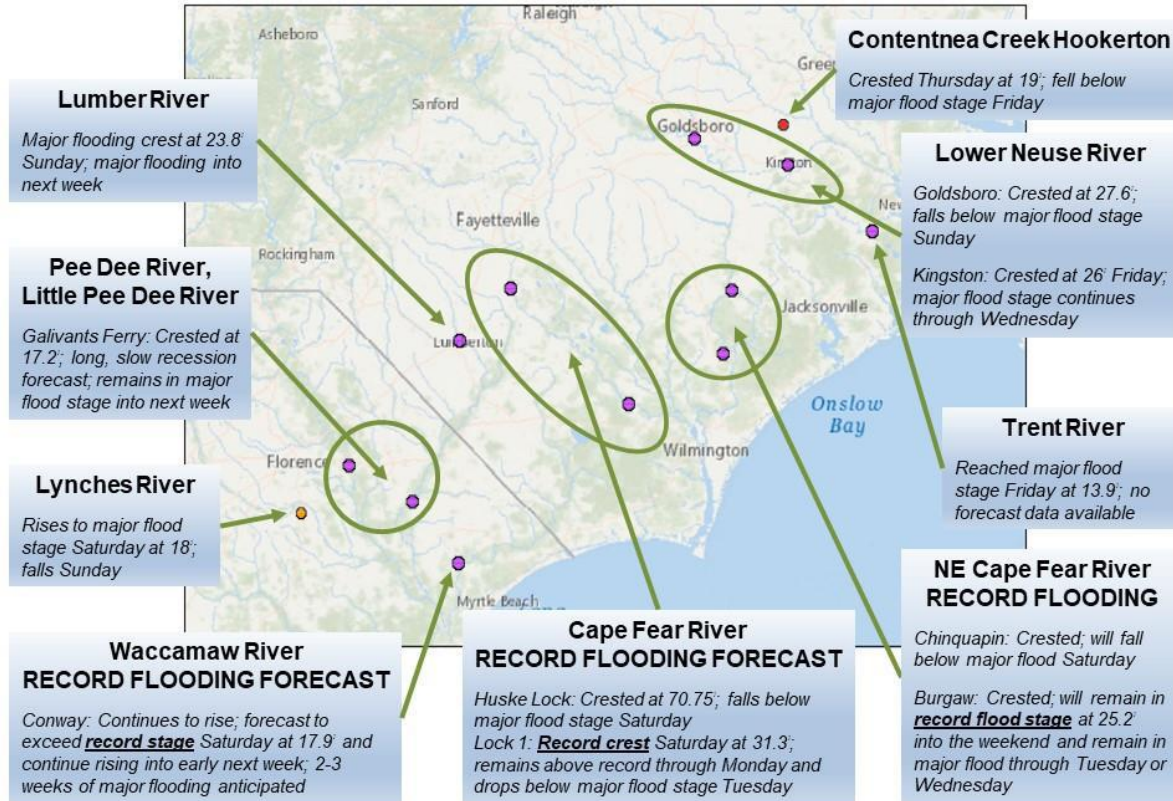 Raleigh
Asheboro
Sanford
Goldsboro
Kingston
Fayetteville
Rockingham
Jacksonville
Lumberton
Onslow
Bay
Wilmington
Florence
Myrtle Beach
Contentnea Creek Hookerton
Crested Thursday at 19'; fell below
major flood stage Friday
Lumber River
Major flooding crest at 23.8'
Sunday; major flooding into
next week
Lower Neuse River
Goldsboro: Crested at 27.6';
falls below major flood stage
Sunday
Kingston: Crested at 26' Friday;
major flood stage continues
through Wednesday
Pee Dee River,
Little Pee Dee River
Galivants Ferry: Crested at
17.2'; long, slow recession
forecast; remains in major
flood stage into next week
Trent River
Reached major flood
stage Friday at 13.9'; no
forecast data available
Lynches River
Rises to major flood
stage Saturday at 18';
falls Sunday
Waccamaw River
RECORD FLOODING FORECAST
Conway: Continues to rise; forecast to
exceed record stage Saturday at 17.9' and
continue rising into early next week; 2-3
weeks of major flooding anticipated
Cape Fear River
RECORD FLOODING FORECAST
Huske Lock: Crested at 70.75'; falls below
major flood stage Saturday
Lock 1: Record crest Saturday at 31.3';
remains above record through Monday and
drops below major flood stage Tuesday
NE Cape Fear River
RECORD FLOODING
Chinquapin: Crested; will fall
below major flood Saturday
Burgaw: Crested; will remain in
record flood stage at 25.2'
into the weekend and remain in
major flood through Tuesday or
Wednesday